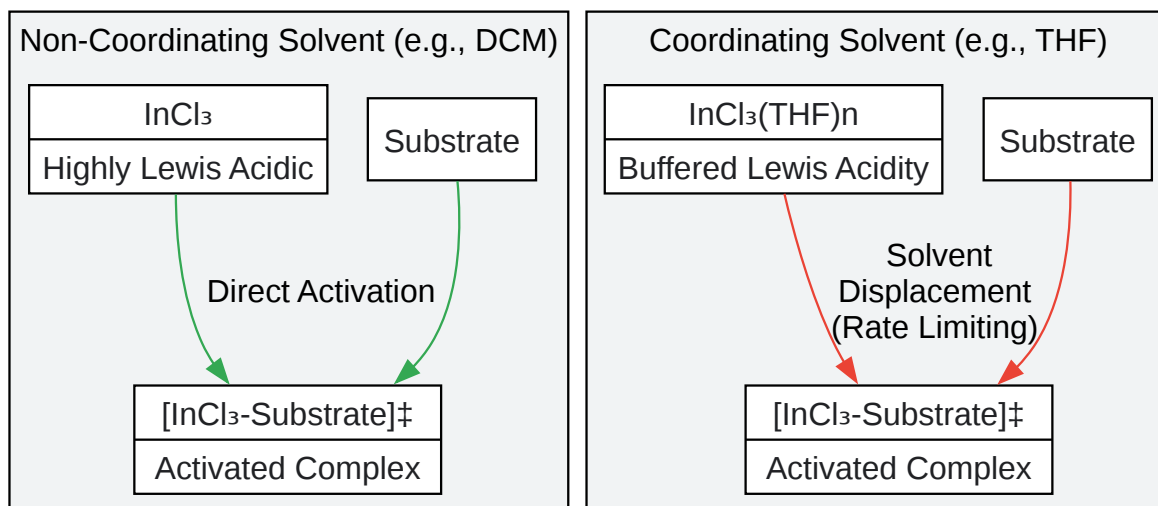 Non-Coordinating Solvent (e.g., DCM)
InCl₃
Highly Lewis Acidic
Substrate
Direct Activation
[InCl₃-Substrate]‡
Activated Complex
Coordinating Solvent (e.g., THF)
InCl₃(THF)n
Buffered Lewis Acidity
Substrate
Solvent
Displacement
(Rate Limiting)
[InCl₃-Substrate]‡
Activated Complex